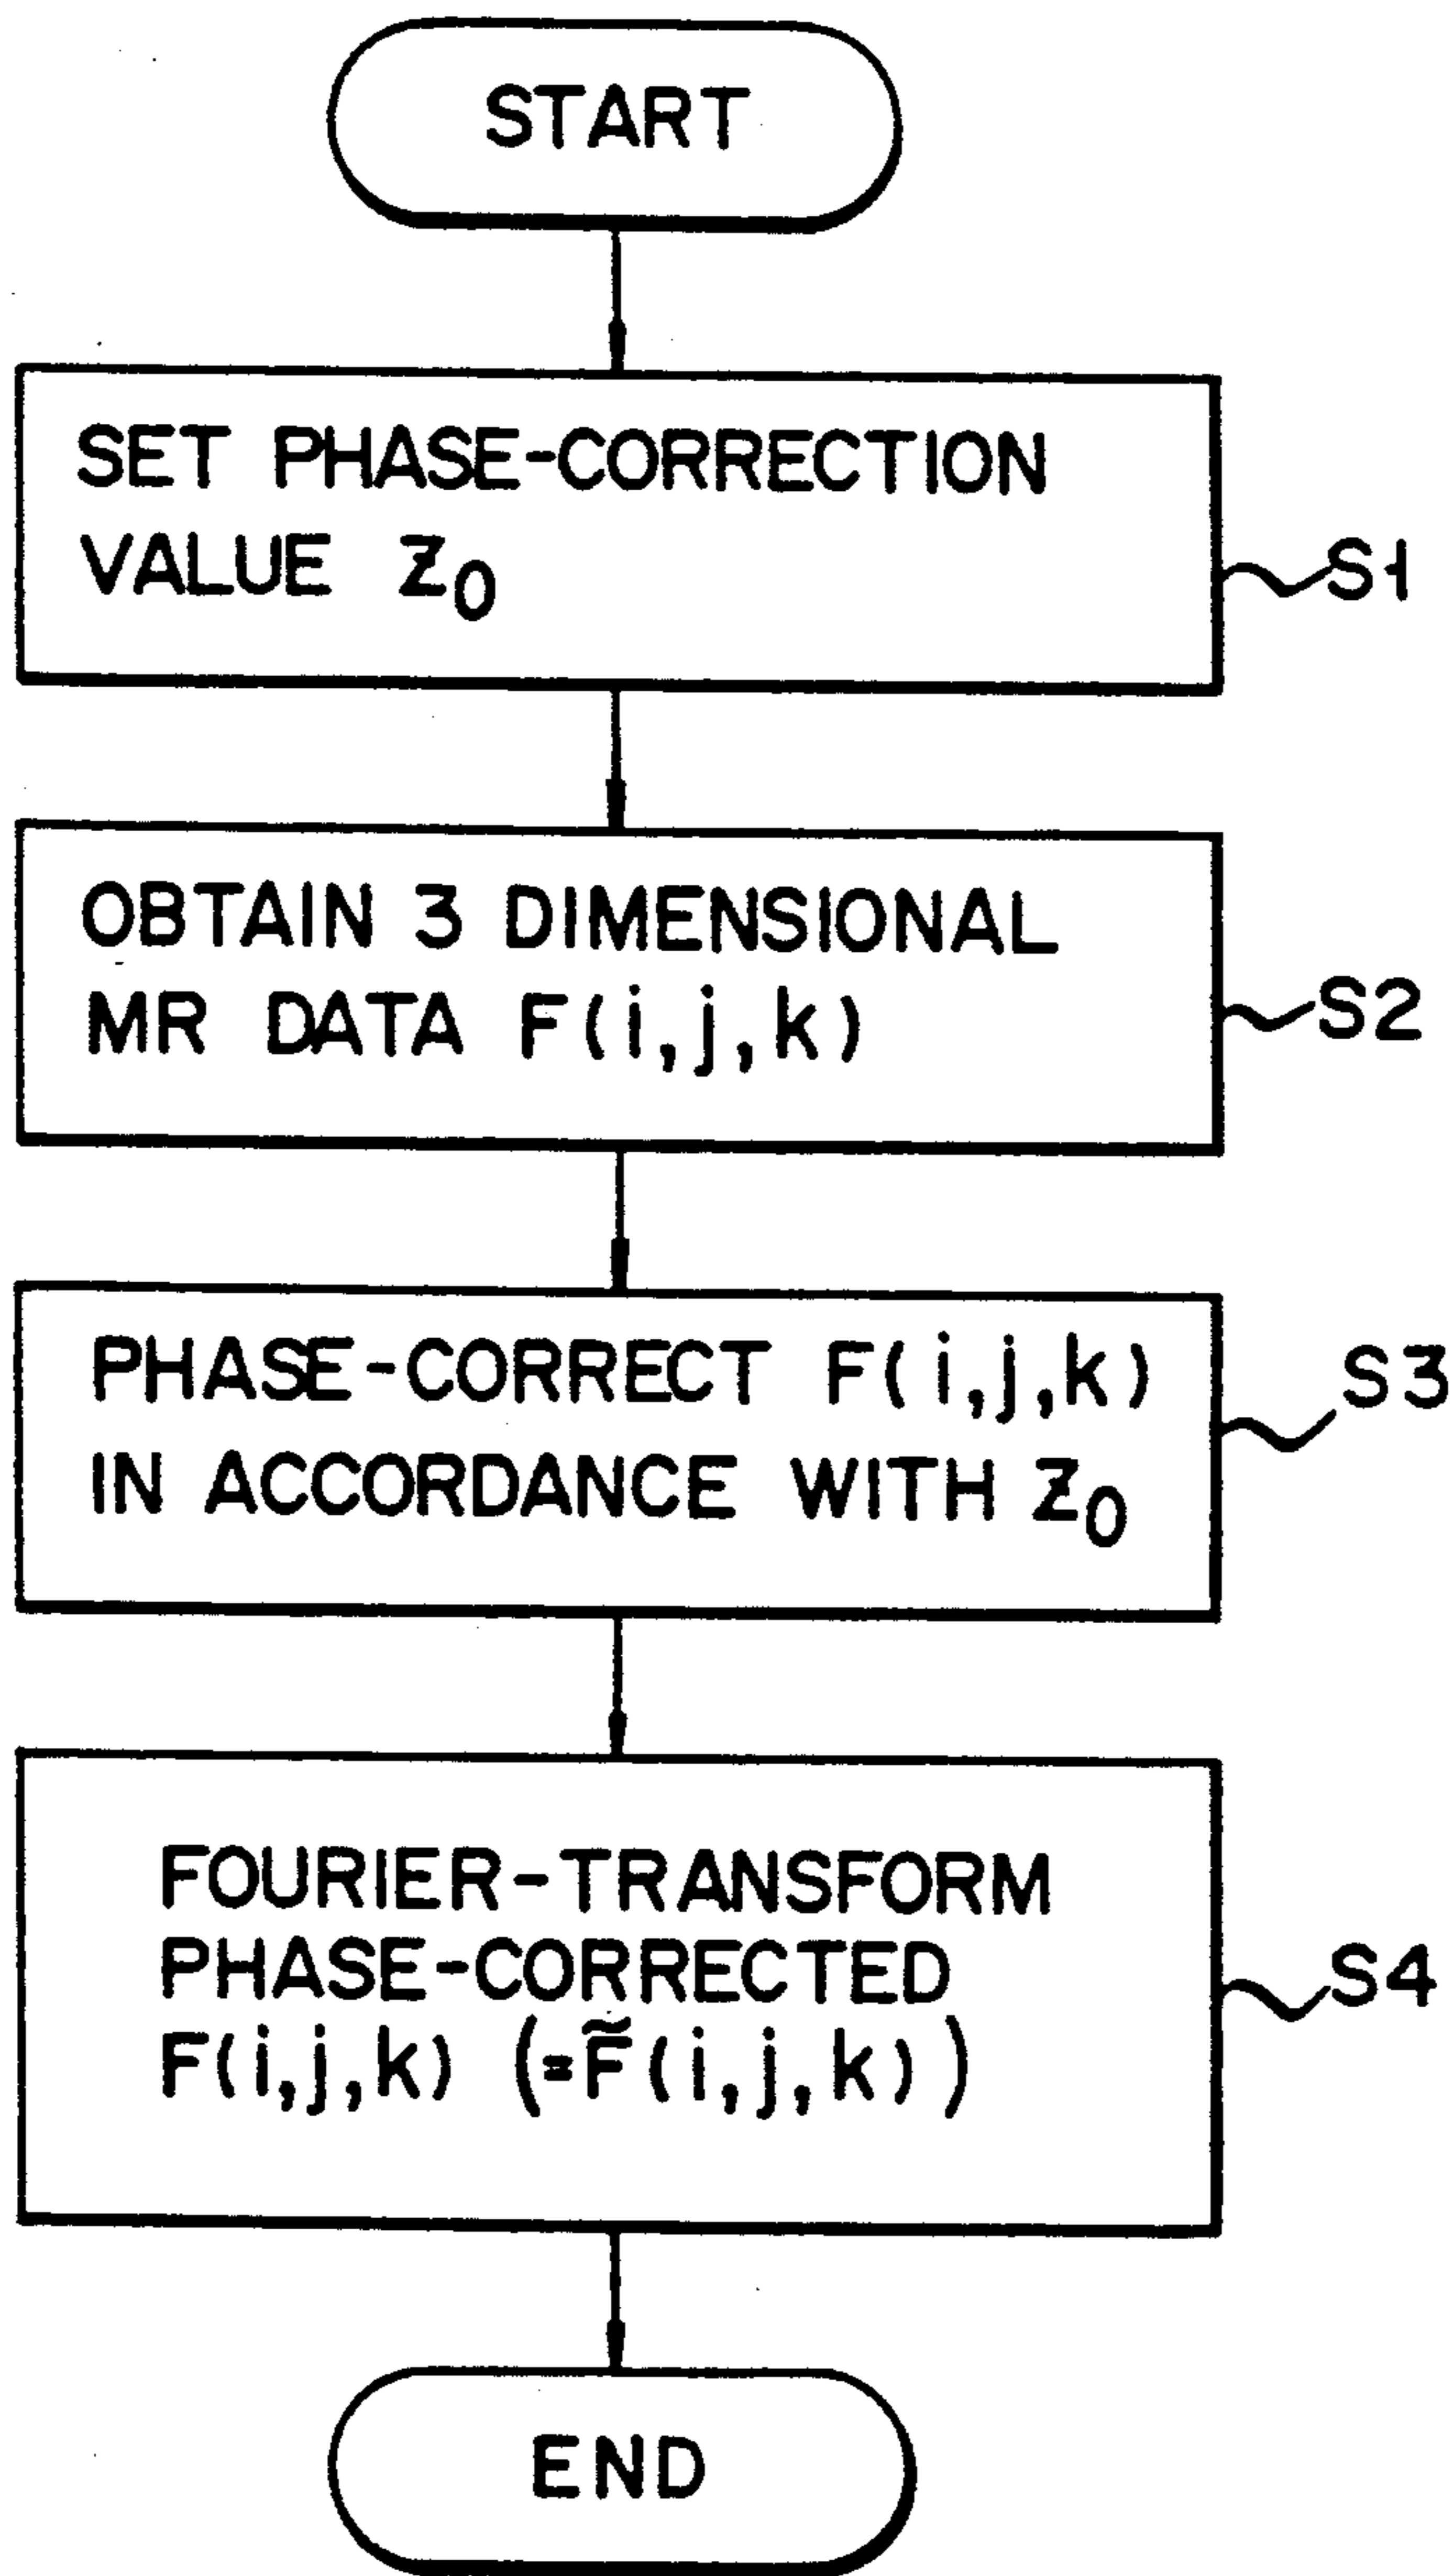 START
SET PHASE-CORRECTION
VALUE Z₀
S1
OBTAIN 3 DIMENSIONAL
MR DATA F(i,j,k)
S2
PHASE-CORRECT F(i,j,k)
IN ACCORDANCE WITH Z₀
S3
FOURIER-TRANSFORM
PHASE-CORRECTED
F(i,j,k) (=F̃(i,j,k))
S4
END